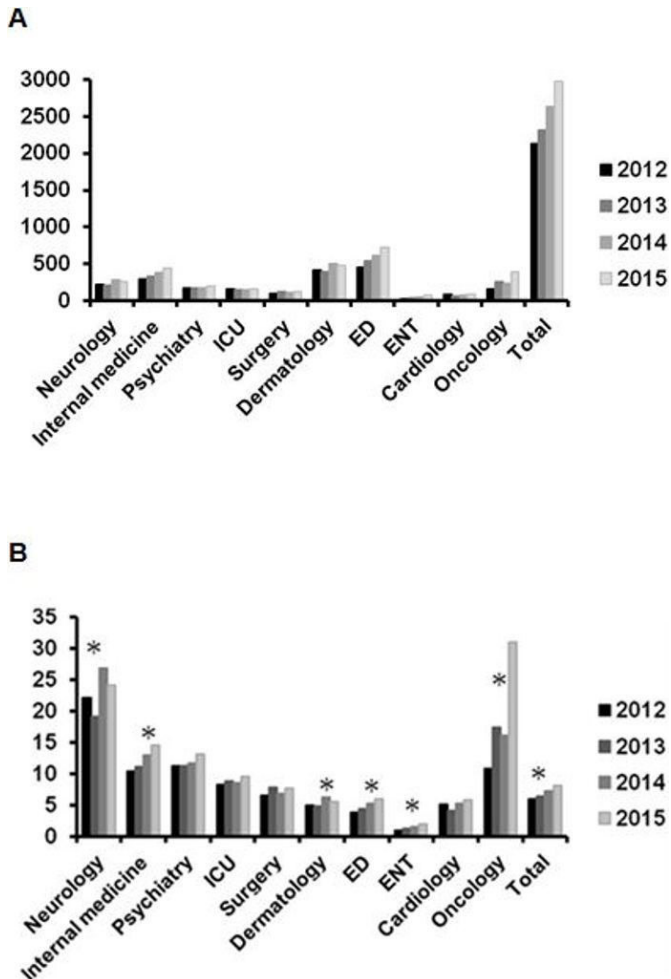 A
3000
2500
2000
1500
1000
500
0
2012
2013
2014
2015
Neurology
Internal medicine
Psychiatry
ICU
Surgery
Dermatology
ED
ENT
Cardiology
Oncology
Total
B
35
30
25
20
15
10
5
0
*
*
*
*
*
*
*
2012
2013
2014
2015
Neurology
Internal medicine
Psychiatry
ICU
Surgery
Dermatology
ED
ENT
Cardiology
Oncology
Total